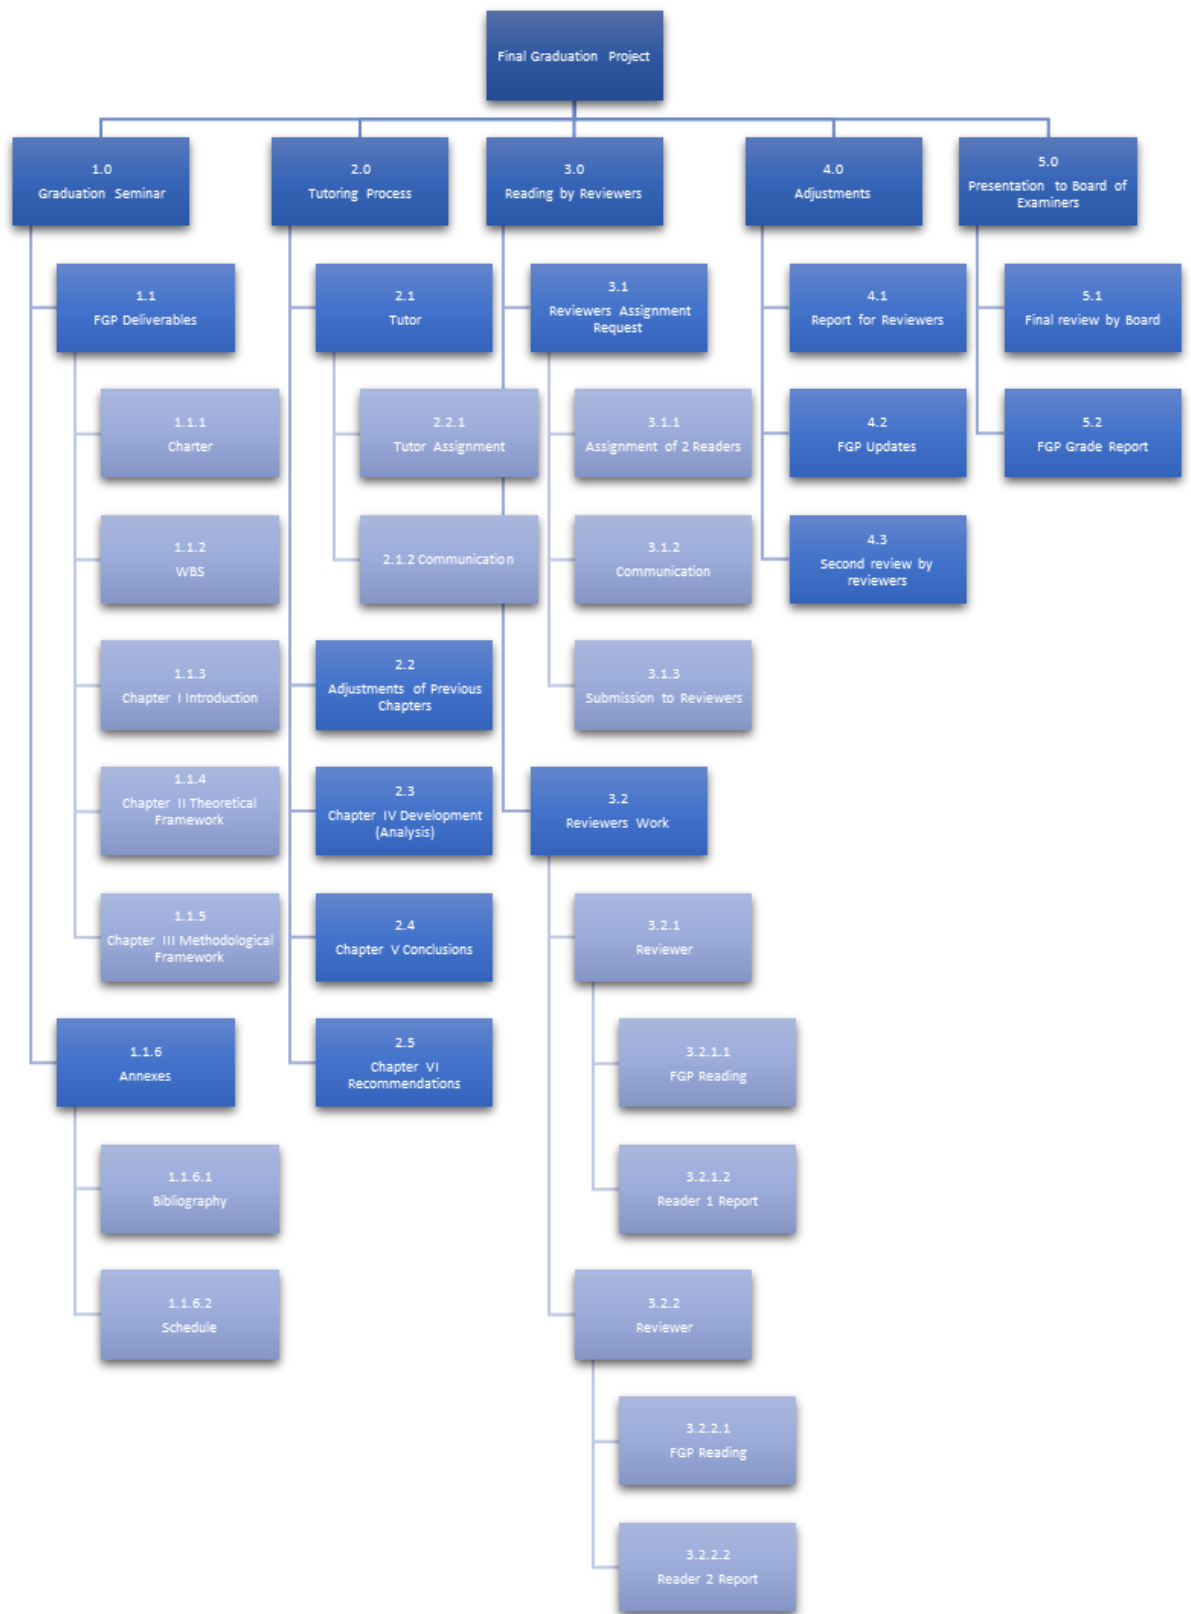 Final Graduation Project
1.0
Graduation Seminar
2.0
Tutoring Process
3.0
Reading by Reviewers
4.0
Adjustments
5.0
Presentation to Board of
Examiners
1.1
FGP Deliverables
2.1
Tutor
3.1
Reviewers Assignment
Request
4.1
Report for Reviewers
5.1
Final review by Board
1.1.1
Charter
2.2.1
Tutor Assignment
3.1.1
Assignment of 2 Readers
4.2
FGP Updates
5.2
FGP Grade Report
1.1.2
WBS
2.1.2 Communication
3.1.2
Communication
4.3
Second review by
reviewers
1.1.3
Chapter I Introduction
2.2
Adjustments of Previous
Chapters
3.1.3
Submission to Reviewers
1.1.4
Chapter II Theoretical
Framework
2.3
Chapter IV Development
(Analysis)
3.2
Reviewers Work
1.1.5
Chapter III Methodological
Framework
2.4
Chapter V Conclusions
3.2.1
Reviewer
1.1.6
Annexes
2.5
Chapter VI
Recommendations
3.2.1.1
FGP Reading
1.1.6.1
Bibliography
3.2.1.2
Reader 1 Report
1.1.6.2
Schedule
3.2.2
Reviewer
3.2.2.1
FGP Reading
3.2.2.2
Reader 2 Report